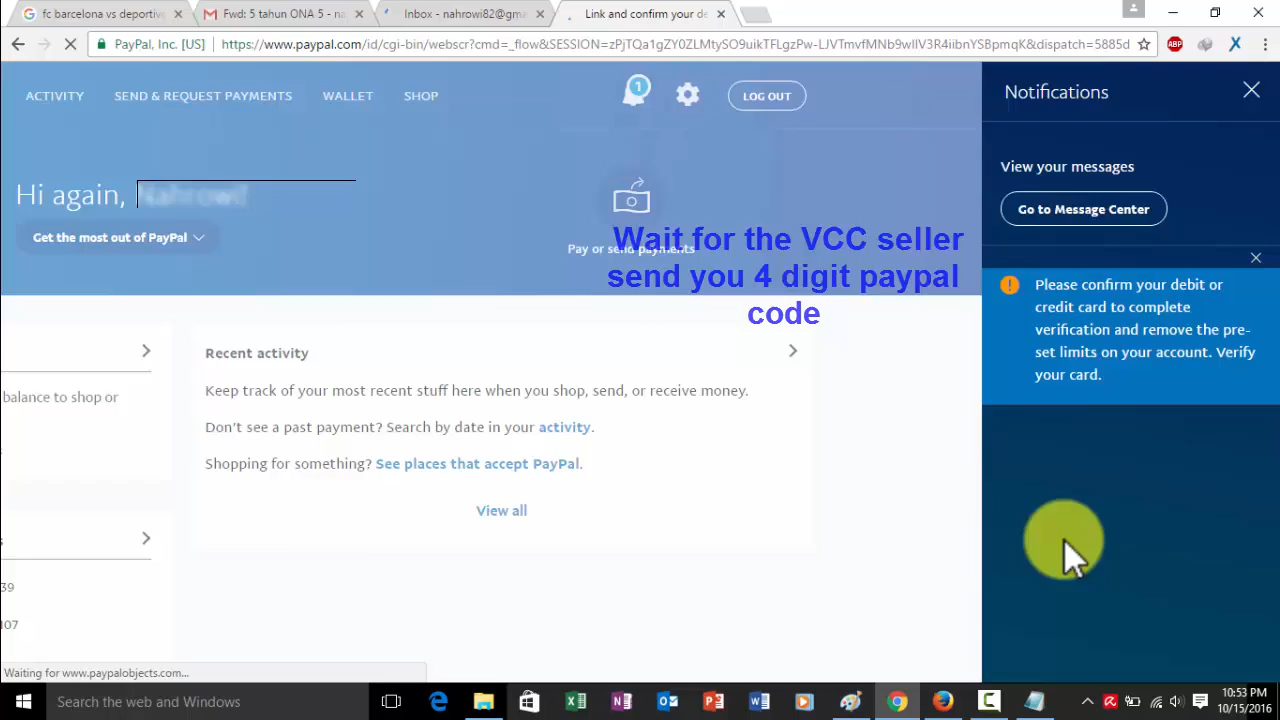 fc barcelona vs deportiv
Fwd: 5 tahun ONA 5 - na
Inbox - nahrowi82@gma
Link and confirm your de
PayPal, Inc. [US]
https://www.paypal.com/id/cgi-bin/webscr?cmd=_flow&SESSION=zPjTQa1gZY0ZLMtySO9uikTFLgzPw-LJVTmvfMNb9wlIV3R4iibnYSBpmqK&dispatch=5885d
ABP
ACTIVITY
SEND & REQUEST PAYMENTS
WALLET
SHOP
1
LOG OUT
Notifications
View your messages
Go to Message Center
Hi again,
Get the most out of PayPal
Pay or send payments
Wait for the VCC seller
send you 4 digit paypal
code
Please confirm your debit or
credit card to complete
verification and remove the pre-
set limits on your account. Verify
your card.
Recent activity
balance to shop or
Keep track of your most recent stuff here when you shop, send, or receive money.
Don't see a past payment? Search by date in your activity.
Shopping for something? See places that accept PayPal.
View all
39
107
Waiting for www.paypalobjects.com...
Search the web and Windows
10:53 PM
10/15/2016